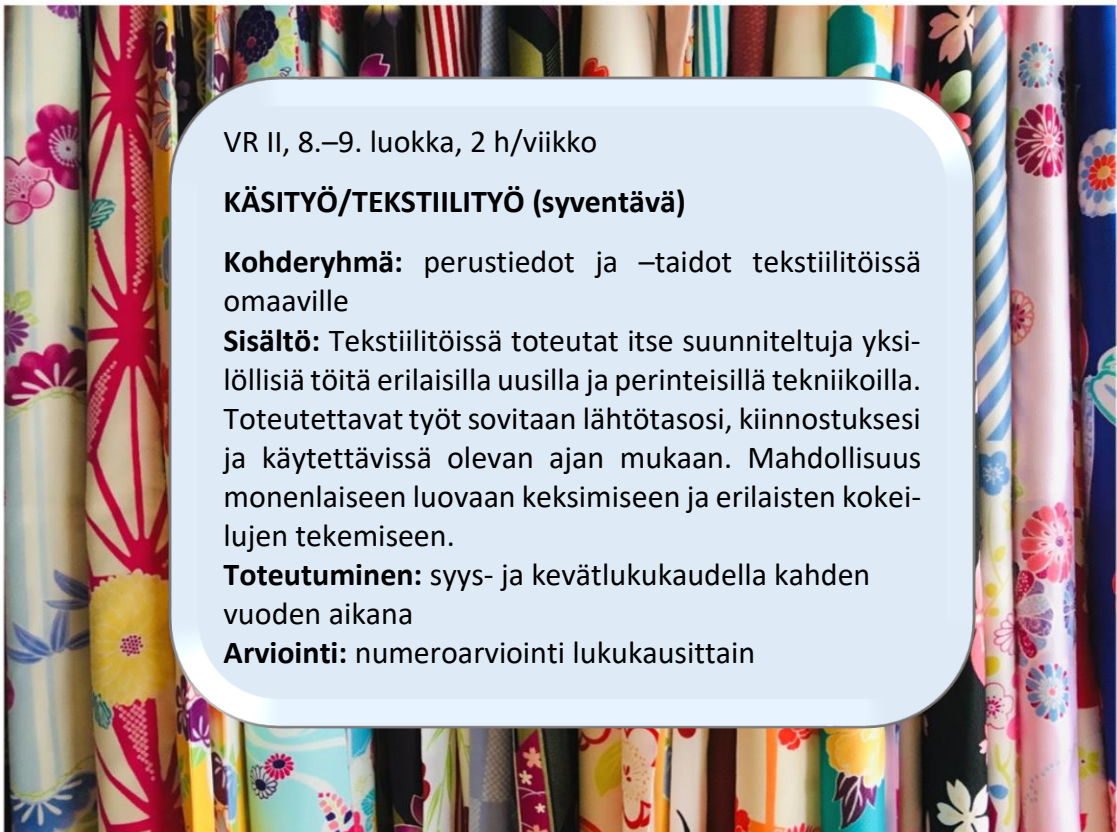 VR II, 8.–9. luokka, 2 h/viikko
KÄSITYÖ/TEKSTIILITYÖ (syventävä)
Kohderyhmä: perustiedot ja –taidot tekstiilitöissä
omaaville
Sisältö: Tekstiilitöissä toteutat itse suunniteltuja yksi-
löllisiä töitä erilaisilla uusilla ja perinteisillä tekniikoilla.
Toteutettavat työt sovitaan lähtötasosi, kiinnostuksesi
ja käytettävissä olevan ajan mukaan. Mahdollisuus
monenlaiseen luovaan keksimiseen ja erilaisten kokei-
lujen tekemiseen.
Toteutuminen: syys- ja kevätlukukaudella kahden
vuoden aikana
Arviointi: numeroarviointi lukukausittain